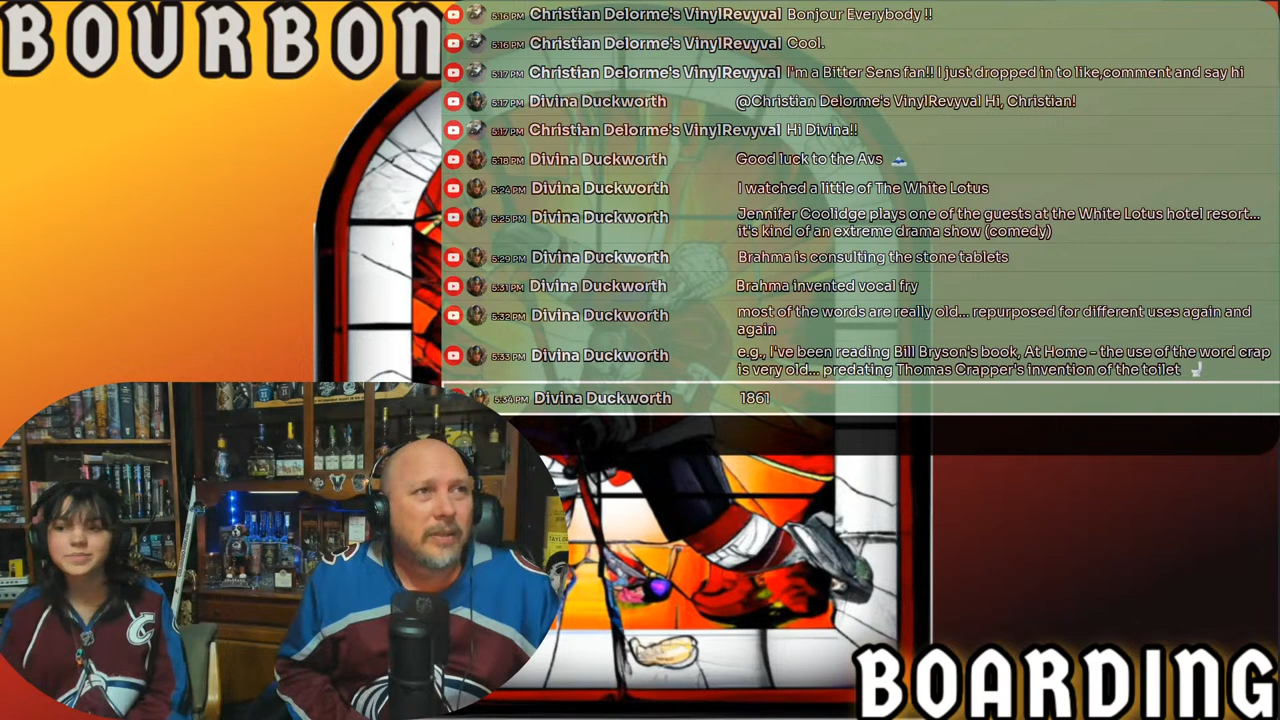 BOURBON
5:16 PM Christian Delorme's VinylRevyval Bonjour Everybody !!
5:16 PM Christian Delorme's VinylRevyval Cool.
5:17 PM Christian Delorme's VinylRevyval I'm a Bitter Seus fan!! I just dropped in to like,comment and say hi
5:17 PM Divina Duckworth @Christian Delorme's VinylRevyval Hi, Christian!
5:17 PM Christian Delorme's VinylRevyval Hi Divina!!
5:18 PM Divina Duckworth Good luck to the Avs
5:24 PM Divina Duckworth I watched a little of The White Lotus
5:25 PM Divina Duckworth Jennifer Coolidge plays one of the guests at the White Lotus hotel resort...
it's kind of an extreme drama show (comedy)
5:29 PM Divina Duckworth Brahma is consulting the stone tablets
5:31 PM Divina Duckworth Brahma invented vocal fry
5:32 PM Divina Duckworth most of the words are really old... repurposed for different uses again and
again
5:33 PM Divina Duckworth e.g., I've been reading Bill Bryson's book, At Home - the use of the word crap
is very old... predating Thomas Crapper's invention of the toilet
5:34 PM Divina Duckworth 1861
C
BOARDING